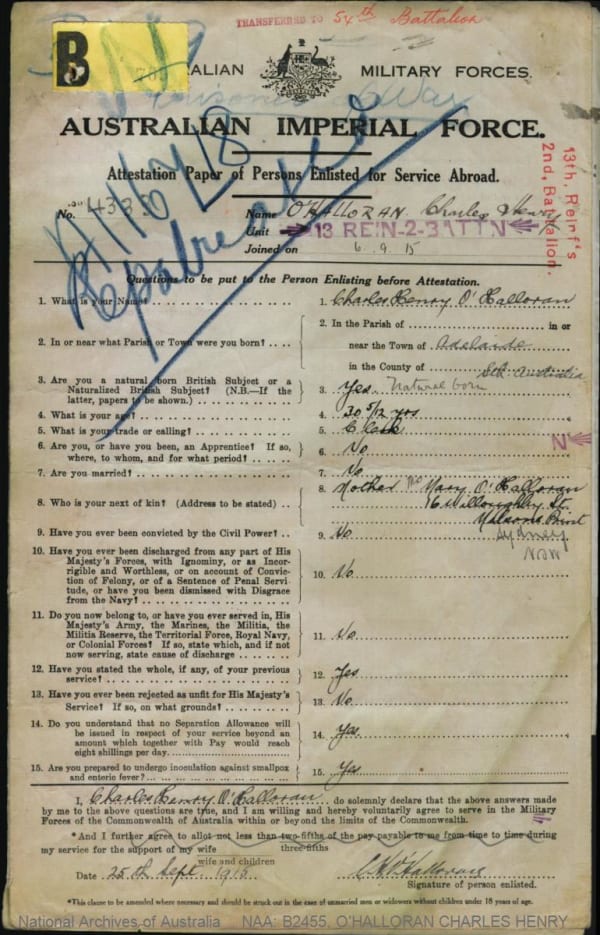 TRANSFERRED TO 54th Battalion
B
ALIAN MILITARY FORCES.
Prisoner of War
AUSTRALIAN IMPERIAL FORCE.
Attestation Paper of Persons Enlisted for Service Abroad.
13th, Reinf's
2nd, Battalion.
No.
Name O'HALLORAN Charles Henry
Unit 13 REIN-2-BATTN
Joined on 6.9.15
Questions to be put to the Person Enlisting before Attestation.
1. What is your Name? 1. Charles Henry O'Halloran
2. In or near what Parish or Town were you born? 2. In the Parish of in or
near the Town of Adelaide
in the County of Sth Australia
3. Are you a natural born British Subject or a
Naturalized British Subject? (N.B.—If the
latter, papers to be shown.) 3. Yes Natural born
4. What is your age? 4.
5. What is your trade or calling? 5. Clerk
6. Are you, or have you been, an Apprentice? If so,
where, to whom, and for what period? 6. No
7. Are you married? 7. No
8. Who is your next of kin? (Address to be stated) 8. Mother Mary O'Halloran
Willoughby St.
Milsons Point
Sydney
NSW
9. Have you ever been convicted by the Civil Power? 9. No
10. Have you ever been discharged from any part of His
Majesty's Forces, with Ignominy, or as Incor-
rigible and Worthless, or on account of Convic-
tion of Felony, or of a Sentence of Penal Servi-
tude, or have you been dismissed with Disgrace
from the Navy? 10. No
11. Do you now belong to, or have you ever served in, His
Majesty's Army, the Marines, the Militia, the
Militia Reserve, the Territorial Force, Royal Navy,
or Colonial Forces? If so, state which, and if not
now serving, state cause of discharge 11. No
12. Have you stated the whole, if any, of your previous
service? 12. Yes
13. Have you ever been rejected as unfit for His Majesty's
Service? If so, on what grounds? 13. No
14. Do you understand that no Separation Allowance will
be issued in respect of your service beyond an
amount which together with Pay would reach
eight shillings per day. 14. Yes
15. Are you prepared to undergo inoculation against smallpox
and enteric fever? 15. Yes
I, Charles Henry O'Halloran do solemnly declare that the above answers made
by me to the above questions are true, and I am willing and hereby voluntarily agree to serve in the Military
Forces of the Commonwealth of Australia within or beyond the limits of the Commonwealth.
*And I further agree to allot not less than two-fifths of the pay payable to me from time to time during
three-fifths
my service for the support of my wife
wife and children
Date 25th Sept 1915 C H O'Halloran
Signature of person enlisted.
*This clause to be amended where necessary and should be struck out in the case of unmarried men or widowers without children under 18 years of age.
National Archives of Australia NAA: B2455, O'HALLORAN CHARLES HENRY